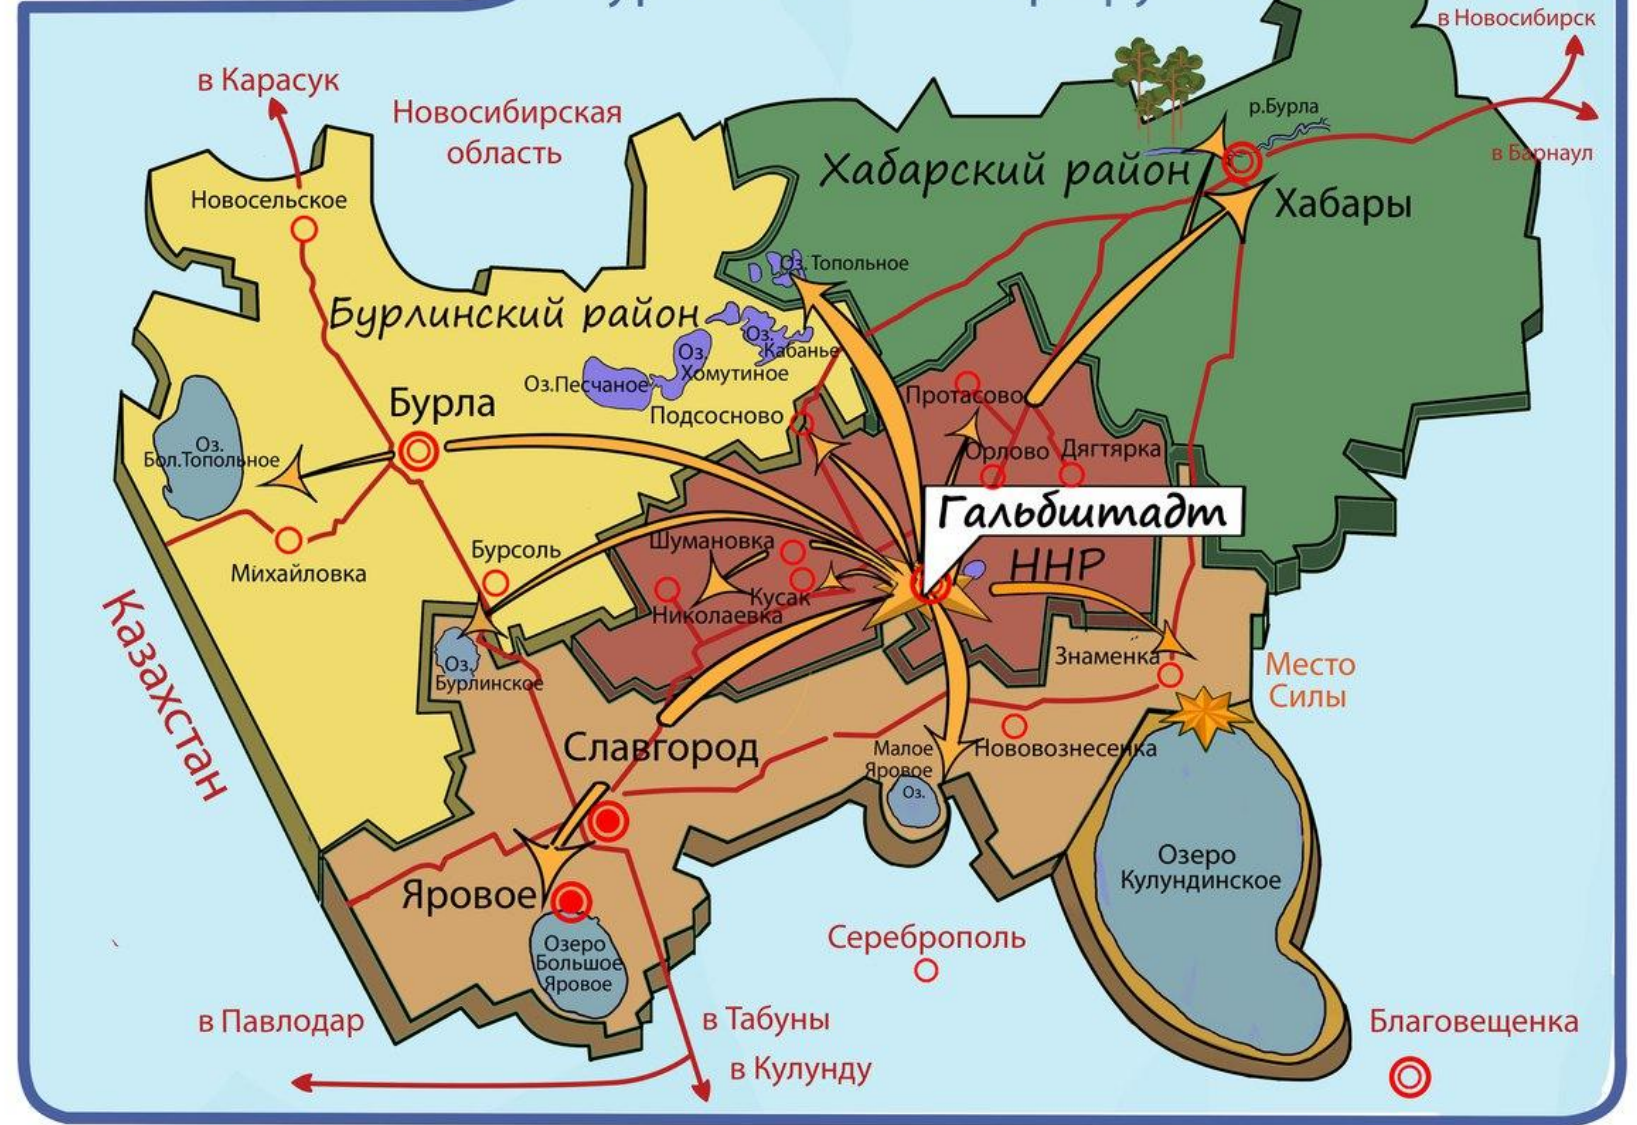 в Новосибирск
в Карасук
Новосибирская
область
р.Бурла
в Барнаул
Хабарский район
Хабары
Новосельское
Оз.Топольное
Бурлинский район
Оз.
Кабанье
Оз.
Хомутиное
Оз.Песчаное
Подсосново
Бурла
Протасово
Орлово
Дягтярка
Оз.
Бол.Топольное
Гальбштадт
ННР
Шумановка
Бурсоль
Михайловка
Кусак
Николаевка
Казахстан
Оз.
Бурлинское
Знаменка
Место
Силы
Славгород
Малое
Яровое
Оз.
Нововознесенка
Озеро
Кулундинское
Яровое
Озеро
Большое
Яровое
Сереброполь
в Павлодар
в Табуны
в Кулунду
Благовещенка